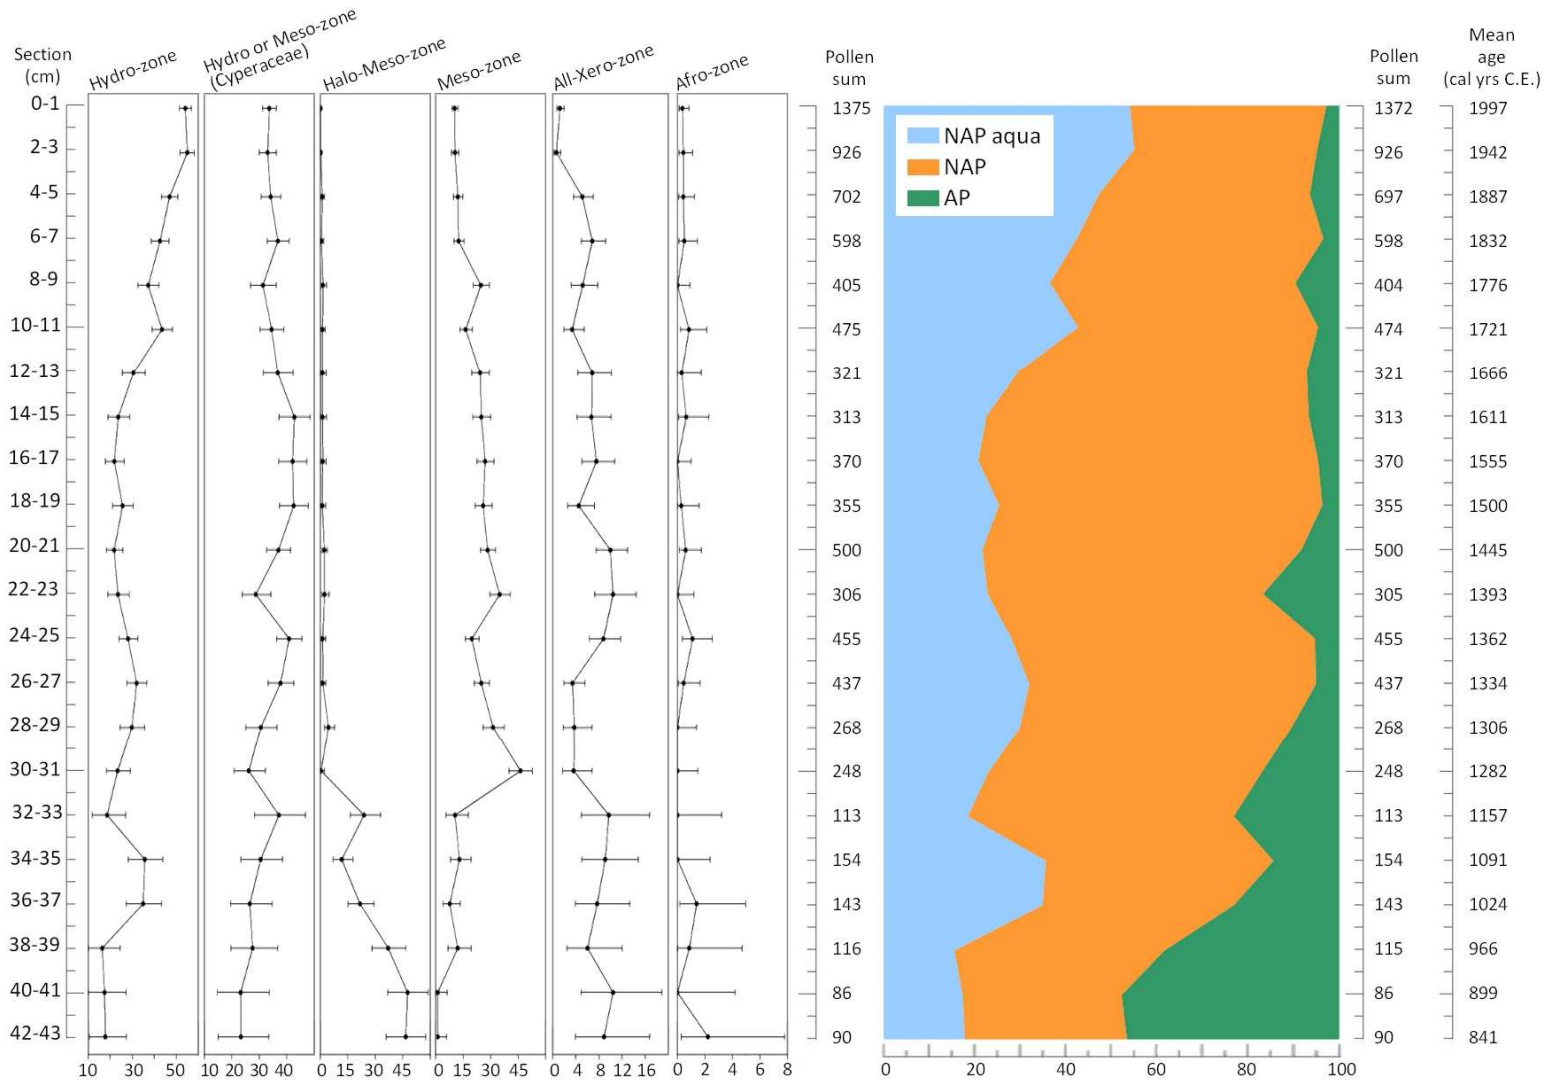 Section
(cm)
Hydro-zone
Hydro or Meso-zone
(Cyperaceae)
Halo-Meso-zone
Meso-zone
All-Xero-zone
Afro-zone
Pollen
sum
Pollen
sum
Mean
age
(cal yrs C.E.)
NAP aqua
NAP
AP
0-1 1375 1372 1997
2-3 926 926 1942
4-5 702 697 1887
6-7 598 598 1832
8-9 405 404 1776
10-11 475 474 1721
12-13 321 321 1666
14-15 313 313 1611
16-17 370 370 1555
18-19 355 355 1500
20-21 500 500 1445
22-23 306 305 1393
24-25 455 455 1362
26-27 437 437 1334
28-29 268 268 1306
30-31 248 248 1282
32-33 113 113 1157
34-35 154 154 1091
36-37 143 143 1024
38-39 116 115 966
40-41 86 86 899
42-43 90 90 841
10 30 50 10 20 30 40 0 15 30 45 0 15 30 45 0 4 8 12 16 0 2 4 6 8 0 20 40 60 80 100